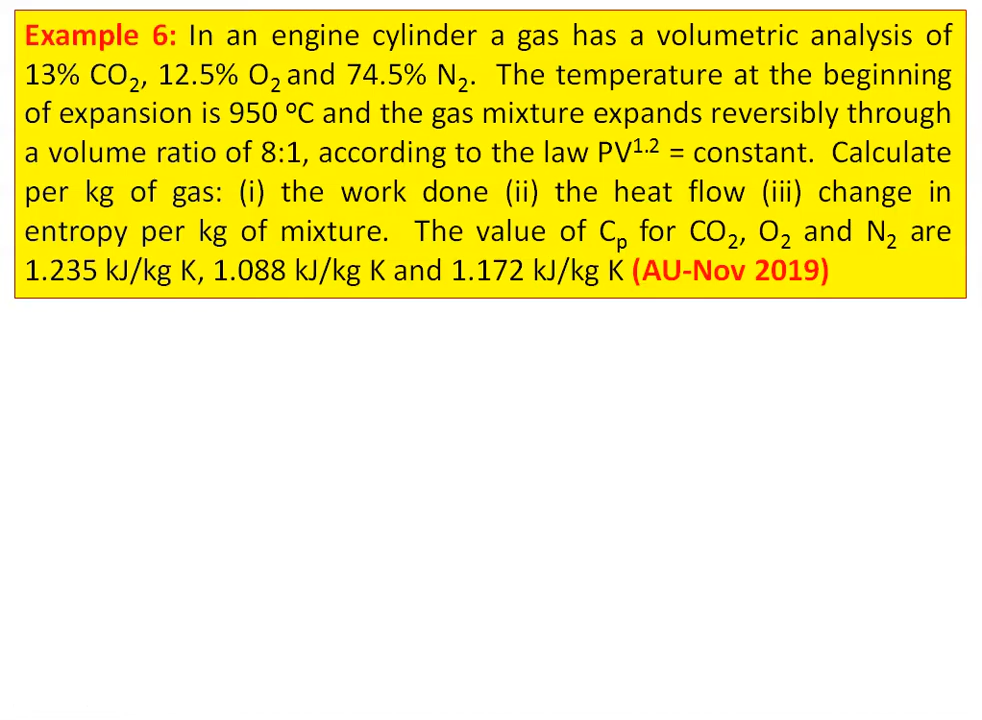 Example 6: In an engine cylinder a gas has a volumetric analysis of
13% CO₂, 12.5% O₂ and 74.5% N₂. The temperature at the beginning
of expansion is 950 ᵒC and the gas mixture expands reversibly through
a volume ratio of 8:1, according to the law PV¹·² = constant. Calculate
per kg of gas: (i) the work done (ii) the heat flow (iii) change in
entropy per kg of mixture. The value of Cₚ for CO₂, O₂ and N₂ are
1.235 kJ/kg K, 1.088 kJ/kg K and 1.172 kJ/kg K (AU-Nov 2019)